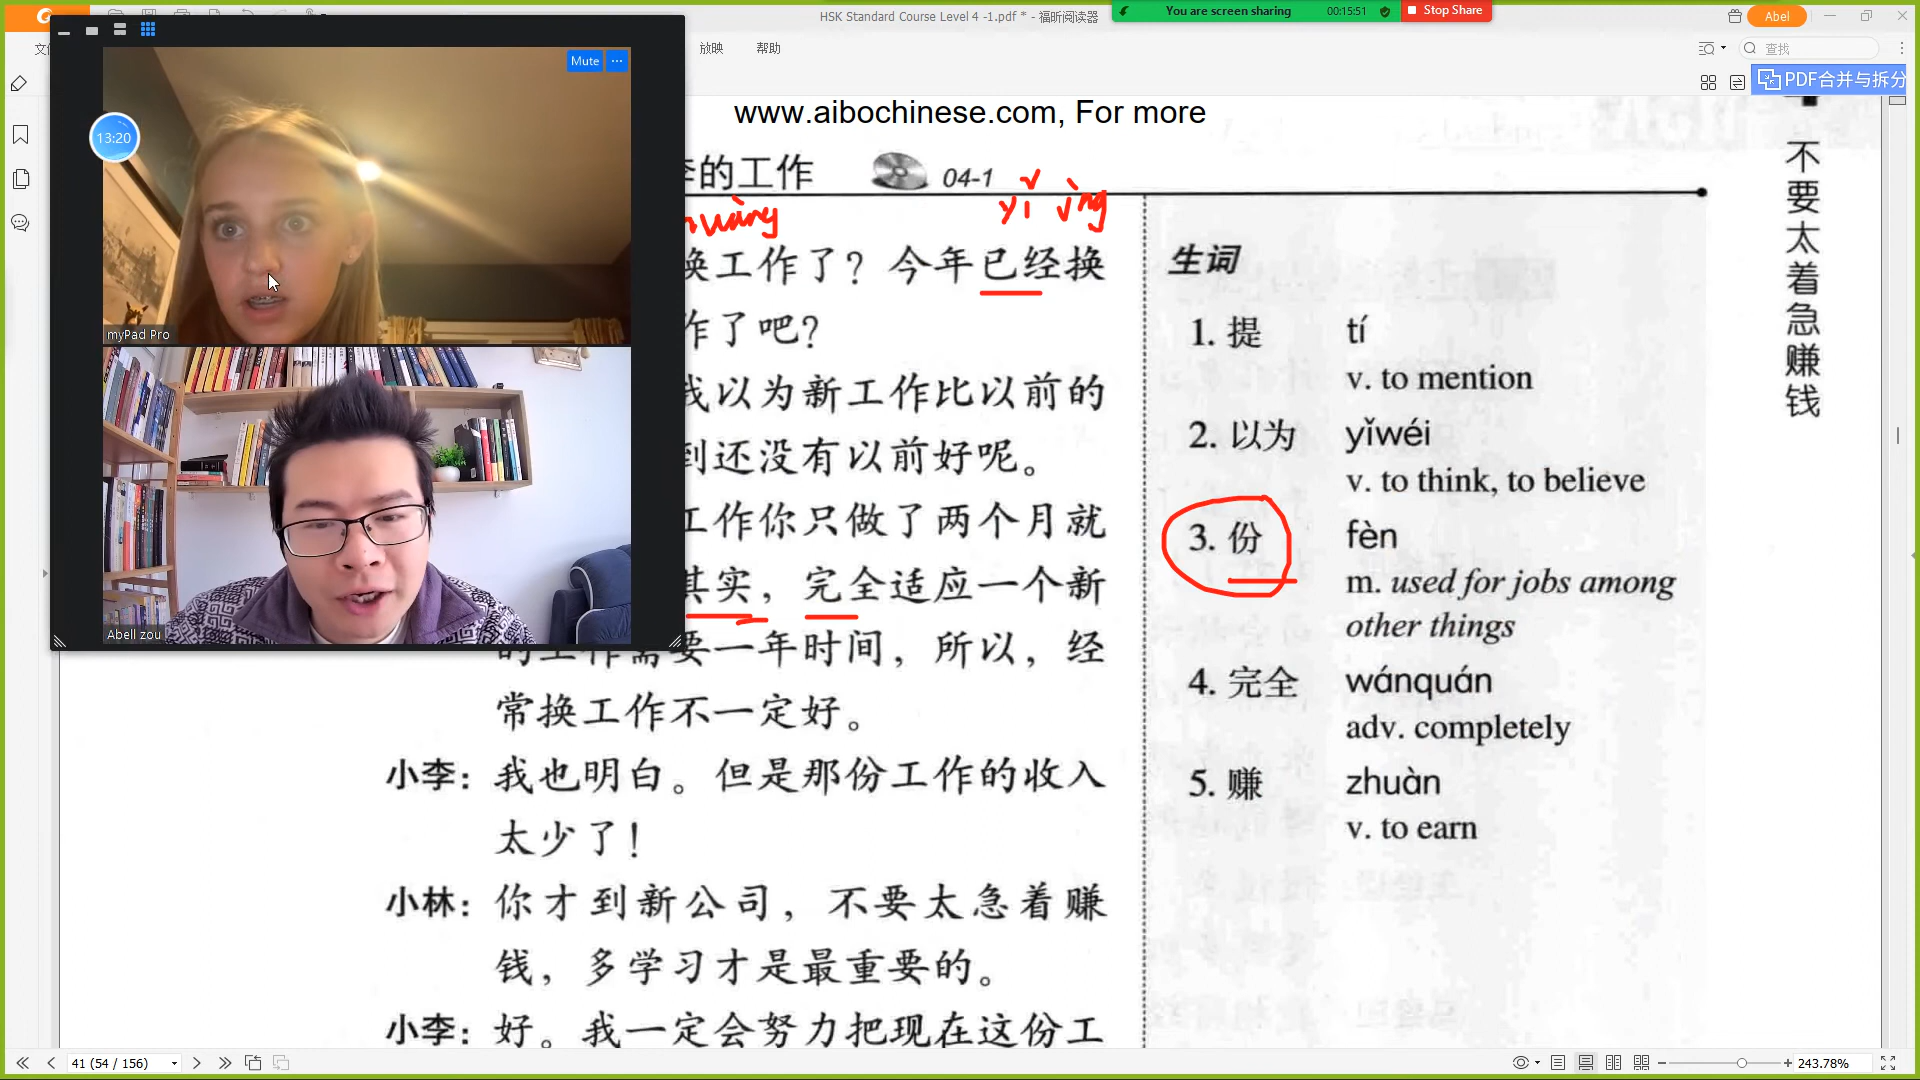 HSK Standard Course Level 4 -1.pdf * - 福昕阅读器
You are screen sharing
00:15:51
Stop Share
Abel
放映
帮助
查找
PDF合并与拆分
Mute
13:20
myPad Pro
Abell zou
www.aibochinese.com, For more
的工作
04-1
yǐ jìng
换工作了？今年已经换
作了吧？
我以为新工作比以前的
到还没有以前好呢。
工作你只做了两个月就
其实，完全适应一个新
的工作需要一年时间，所以，经
常换工作不一定好。
小李：我也明白。但是那份工作的收入
太少了！
小林：你才到新公司，不要太急着赚
钱，多学习才是最重要的。
小李：好。我一定会努力把现在这份工
生词
1. 提 tí
v. to mention
2. 以为 yǐwéi
v. to think, to believe
3. 份 fèn
m. used for jobs among
other things
4. 完全 wánquán
adv. completely
5. 赚 zhuàn
v. to earn
不要太着急赚钱
41 (54 / 156)
243.78%